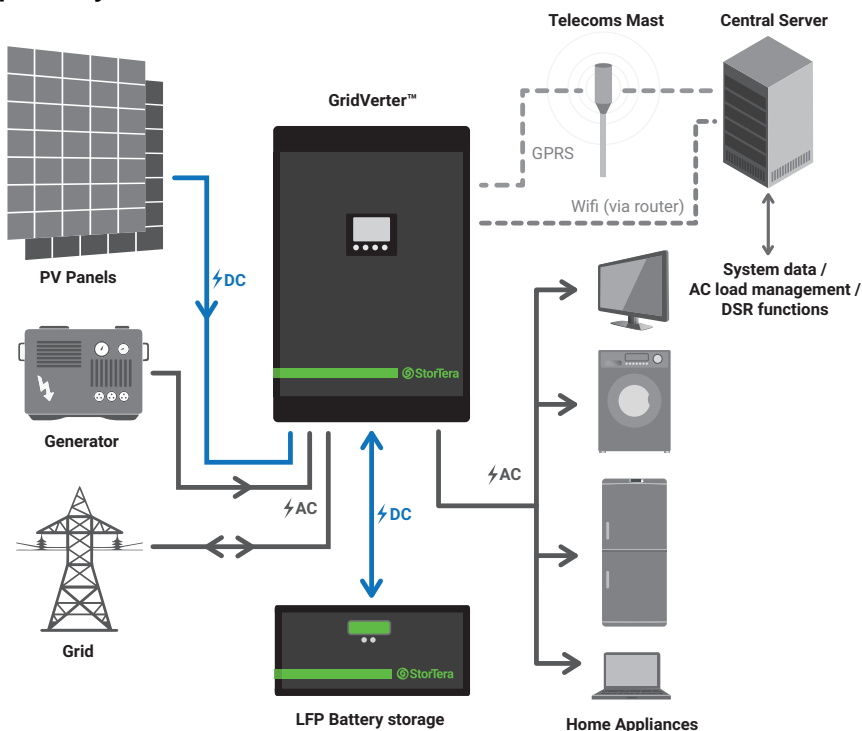 Telecoms Mast
Central Server
GridVerter™
GPRS
Wifi (via router)
PV Panels
DC
System data /
AC load management /
DSR functions
StorTera
Generator
AC
AC
DC
Grid
StorTera
LFP Battery storage
Home Appliances